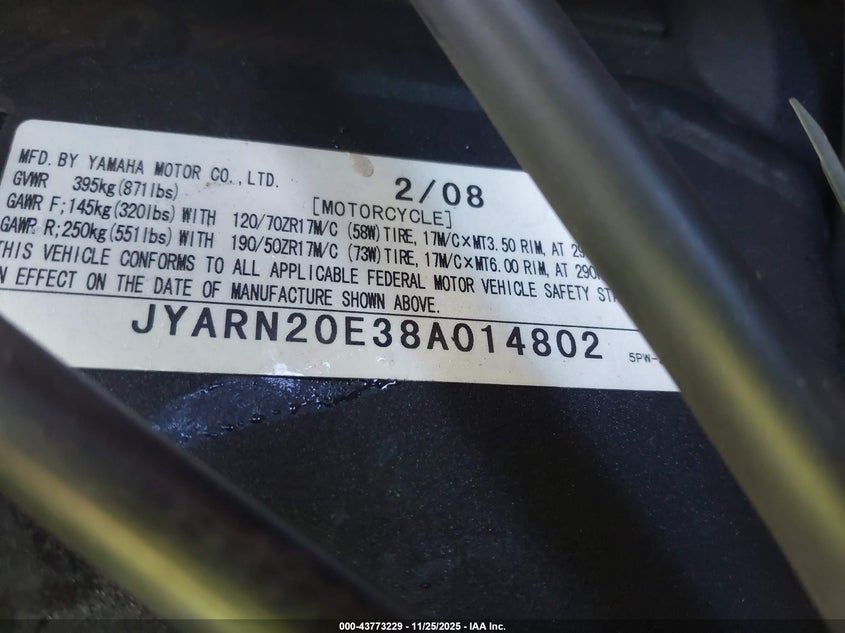 MFD. BY YAMAHA MOTOR CO., LTD. 2/08
GVWR 395kg(871lbs) [MOTORCYCLE]
GAWR F;145kg(320lbs) WITH 120/70ZR17M/C (58W) TIRE, 17M/C×MT3.50 RIM, AT
GAWR R;250kg(551lbs) WITH 190/50ZR17M/C (73W) TIRE, 17M/C×MT6.00 RIM, AT
THIS VEHICLE CONFORMS TO ALL APPLICABLE FEDERAL MOTOR VEHICLE SAFETY
EFFECT ON THE DATE OF MANUFACTURE SHOWN ABOVE.
JYARN20E38A014802
5PW-
000-43773229 - 11/25/2025 - IAA Inc.